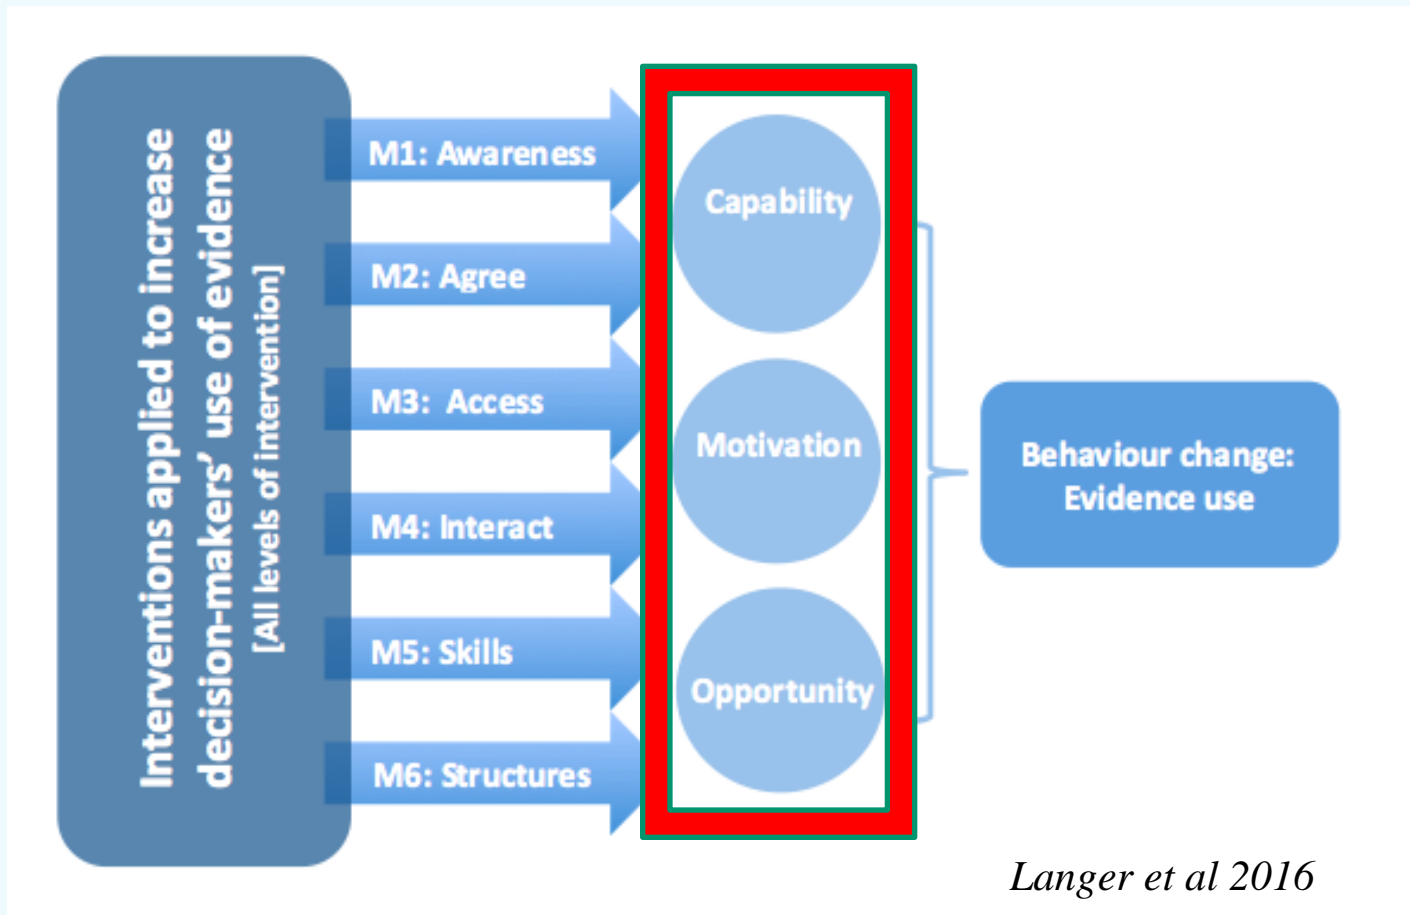 Interventions applied to increase
decision-makers' use of evidence
[All levels of intervention]
M1: Awareness
M2: Agree
M3: Access
M4: Interact
M5: Skills
M6: Structures
Capability
Motivation
Opportunity
Behaviour change:
Evidence use
Langer et al 2016